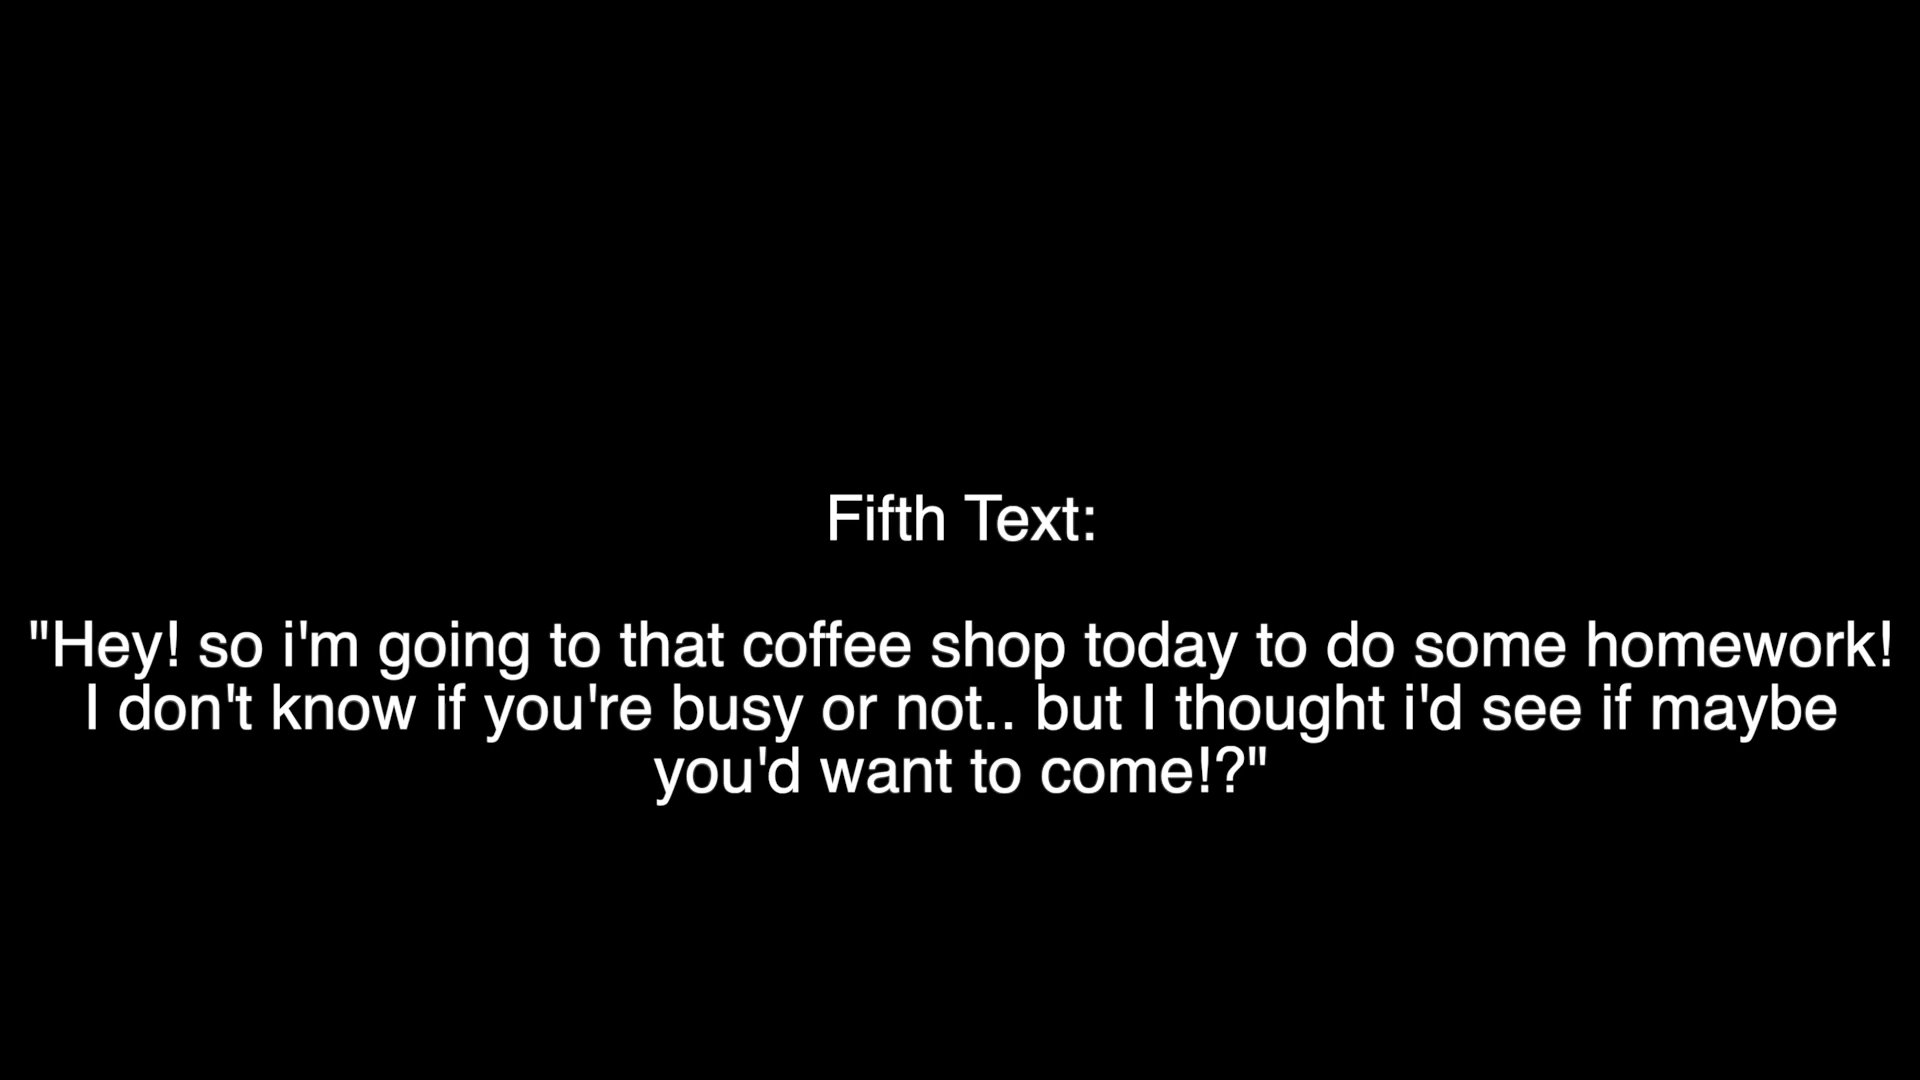 Fifth Text:
"Hey! so i'm going to that coffee shop today to do some homework!
I don't know if you're busy or not.. but I thought i'd see if maybe
you'd want to come!?"